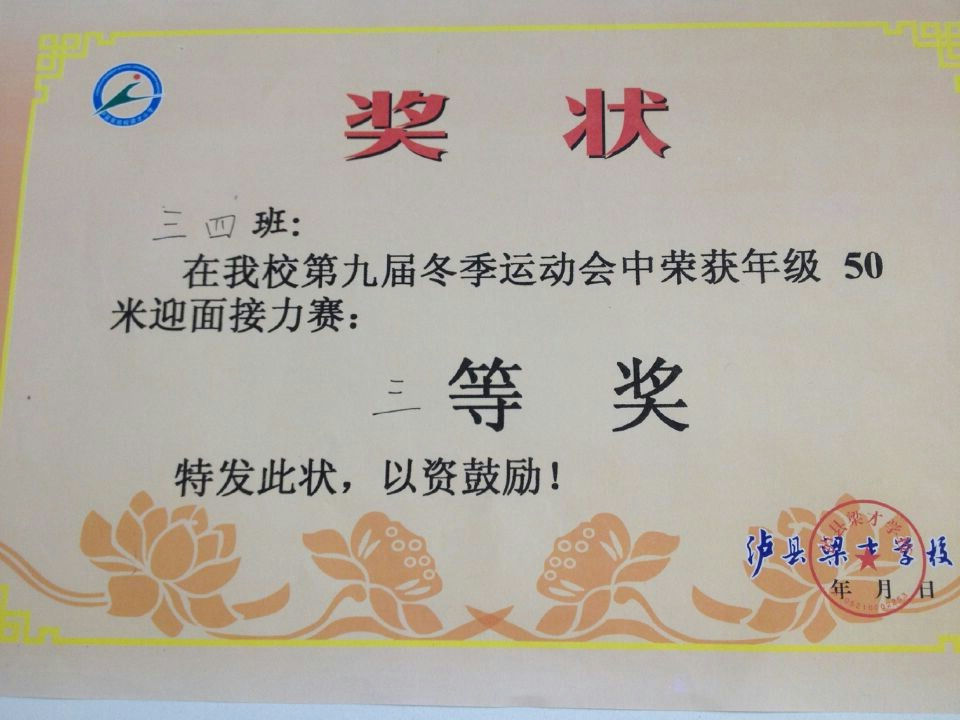 奖 状
三 四 班：
在我校第九届冬季运动会中荣获年级 50
米迎面接力赛：
三 等 奖
特发此状，以资鼓励！
泸县梁才学校
年 月 日